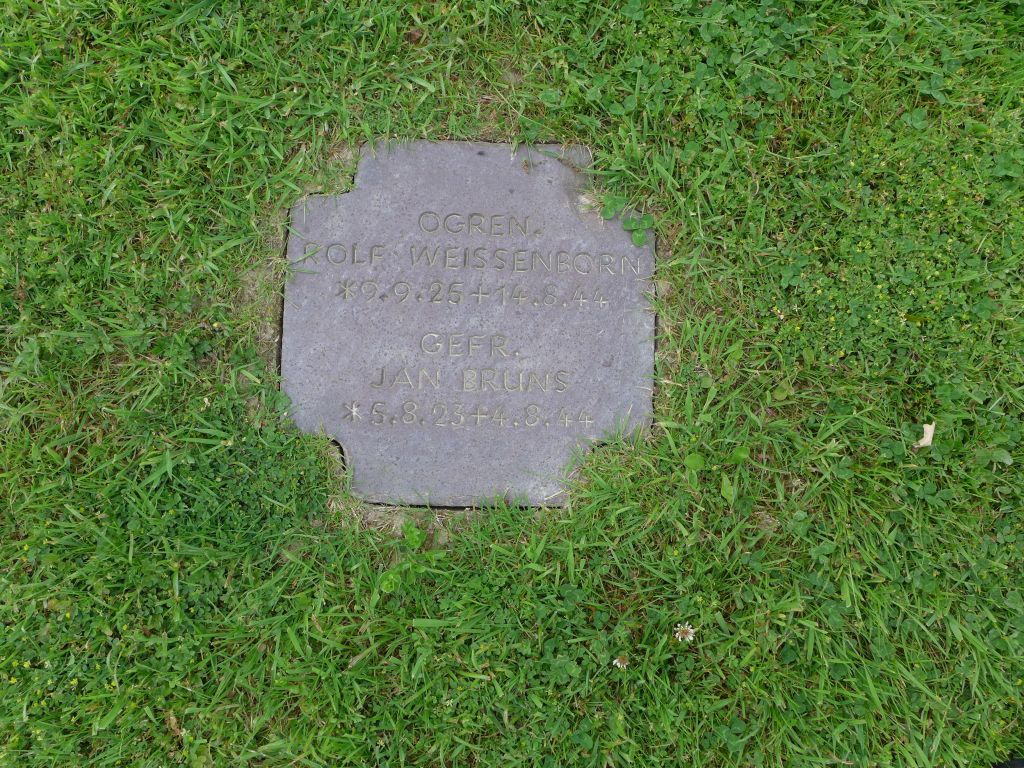 OGREN.
ROLF WEISSENBORN
*9.9.25+14.8.44
GEFR.
JAN BRUNS
*5.8.23+4.8.44